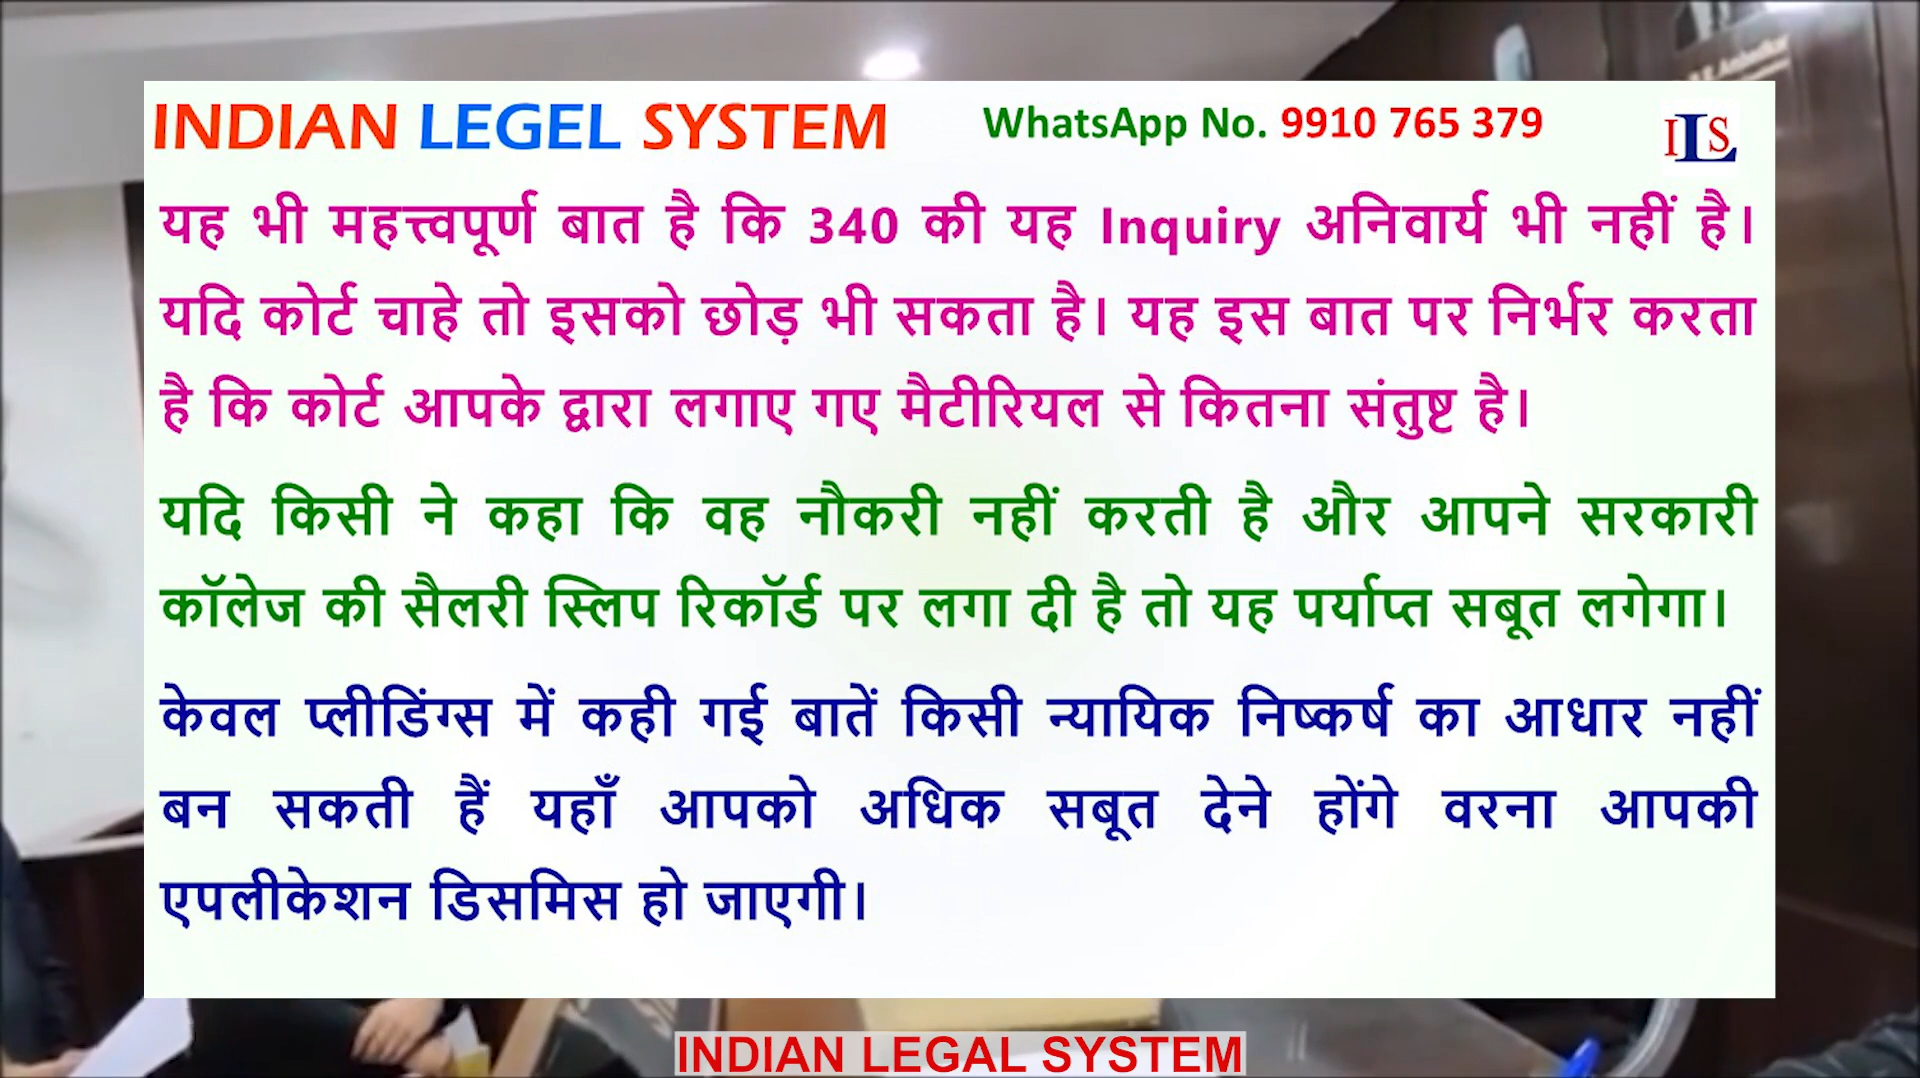 INDIAN LEGEL SYSTEM WhatsApp No. 9910 765 379 ILS
यह भी महत्त्वपूर्ण बात है कि 340 की यह Inquiry अनिवार्य भी नहीं है।
यदि कोर्ट चाहे तो इसको छोड़ भी सकता है। यह इस बात पर निर्भर करता
है कि कोर्ट आपके द्वारा लगाए गए मैटीरियल से कितना संतुष्ट है।
यदि किसी ने कहा कि वह नौकरी नहीं करती है और आपने सरकारी
कॉलेज की सैलरी स्लिप रिकॉर्ड पर लगा दी है तो यह पर्याप्त सबूत लगेगा।
केवल प्लीडिंग्स में कही गई बातें किसी न्यायिक निष्कर्ष का आधार नहीं
बन सकती हैं यहाँ आपको अधिक सबूत देने होंगे वरना आपकी
एपलीकेशन डिसमिस हो जाएगी।
INDIAN LEGAL SYSTEM